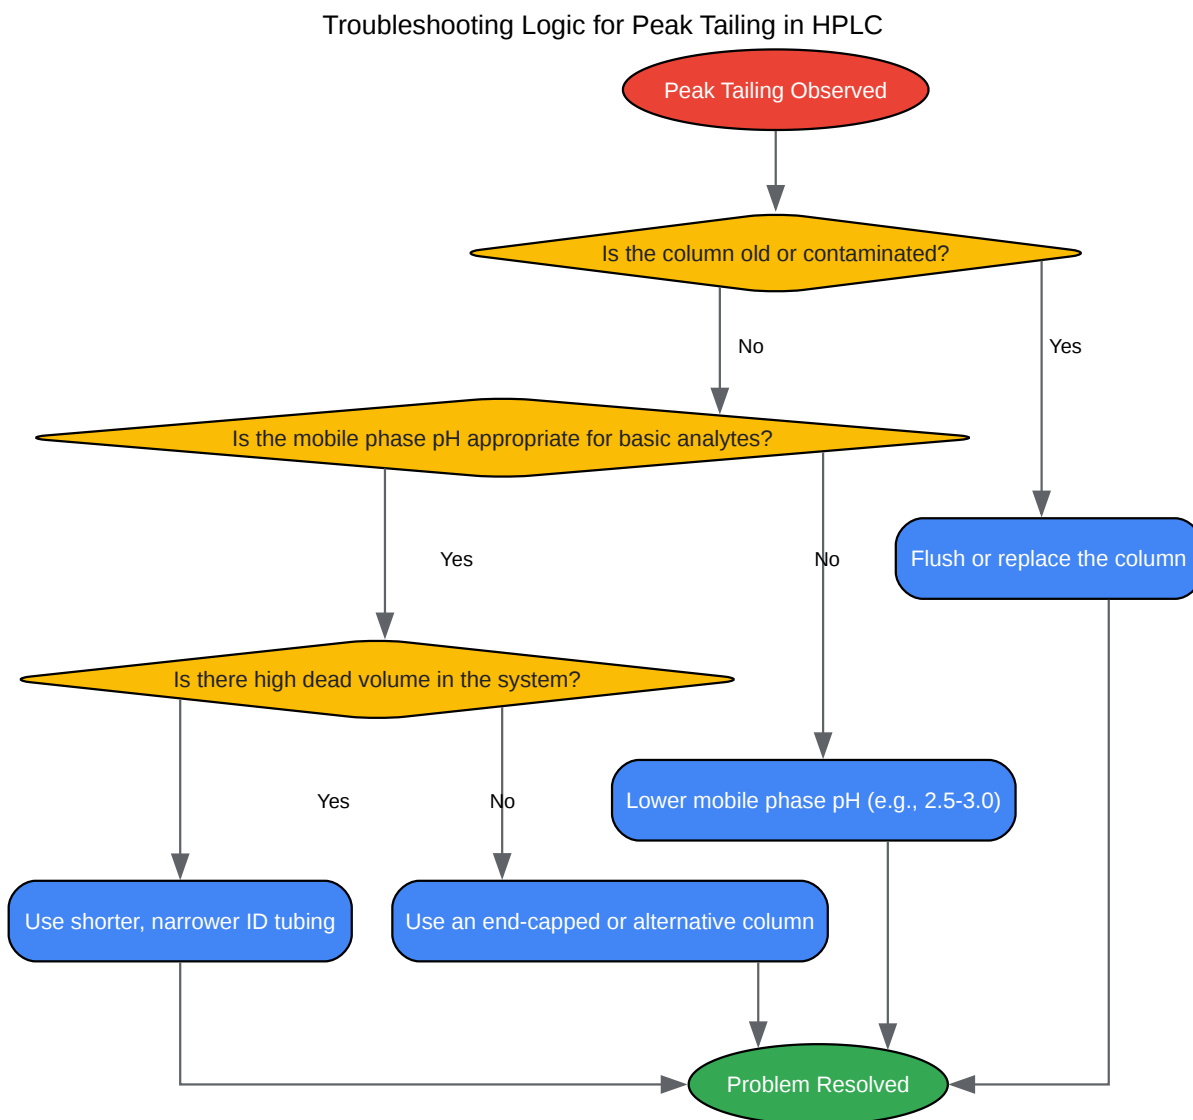 Troubleshooting Logic for Peak Tailing in HPLC
Peak Tailing Observed
Is the column old or contaminated?
No
Yes
Is the mobile phase pH appropriate for basic analytes?
Yes
No
Flush or replace the column
Is there high dead volume in the system?
Yes
No
Lower mobile phase pH (e.g., 2.5-3.0)
Use shorter, narrower ID tubing
Use an end-capped or alternative column
Problem Resolved